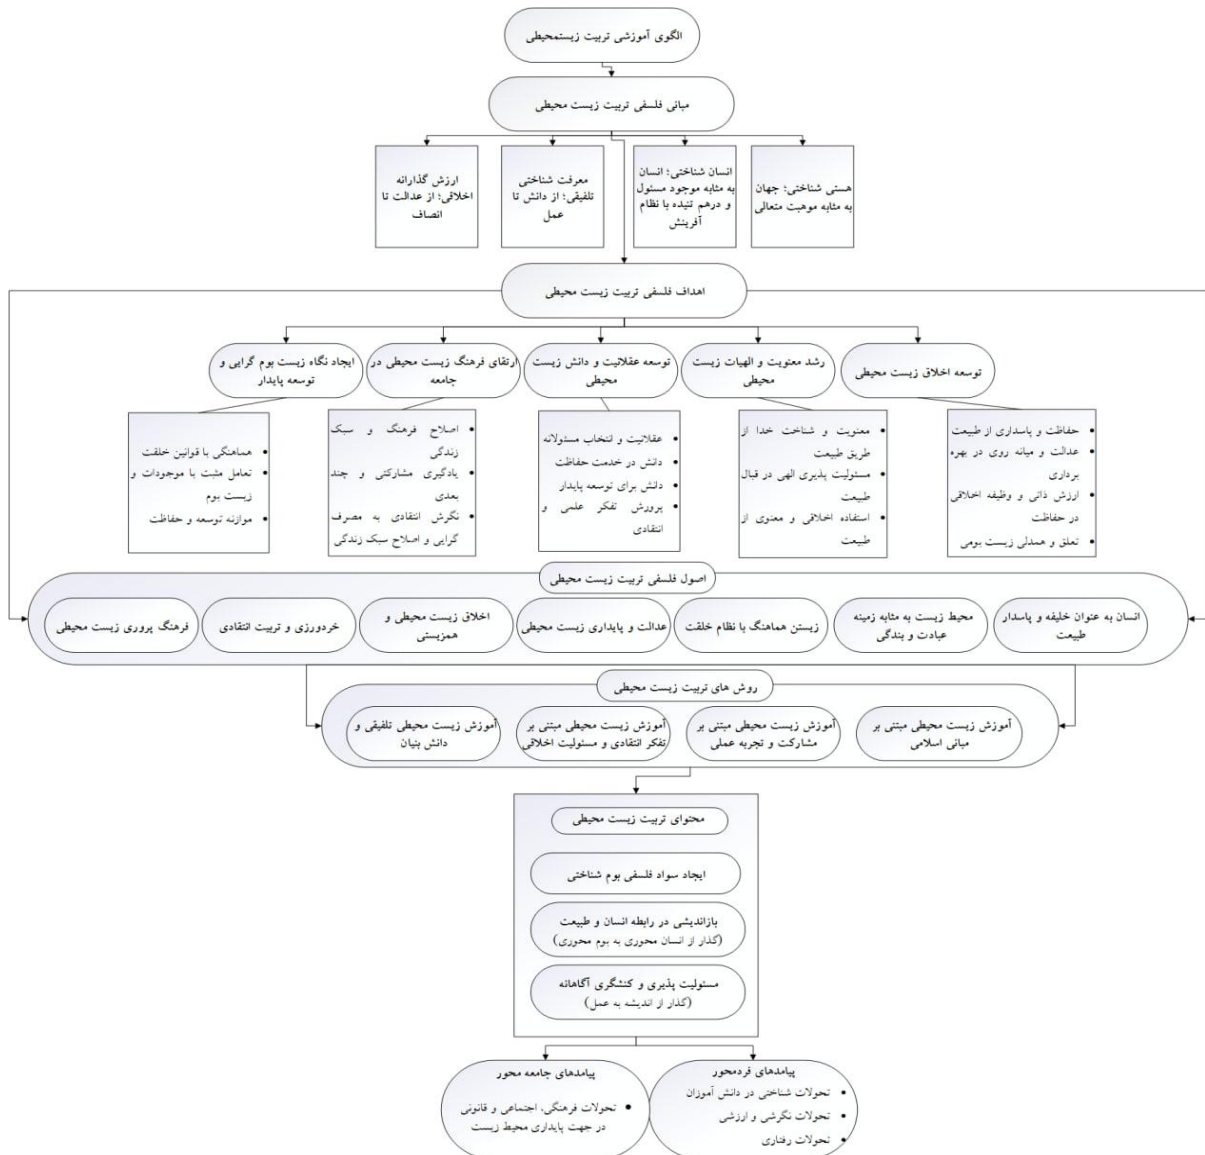 الگوی آموزشی تربیت زیستمحیطی
مبانی فلسفی تربیت زیست محیطی
هستی شناختی؛ جهان
به مثابه موهبت متعالی
انسان شناختی؛ انسان
به مثابه موجود مسئول
و درهم تنیده با نظام
آفرینش
معرفت شناختی
تلفیقی؛ از دانش تا
عمل
ارزش گذارانه
اخلاقی؛ از عدالت تا
انصاف
اهداف فلسفی تربیت زیست محیطی
توسعه اخلاق زیست محیطی
رشد معنویت و الهیات زیست
محیطی
توسعه عقلانیت و دانش زیست
محیطی
ارتقای فرهنگ زیست محیطی در
جامعه
ایجاد نگاه زیست بوم گرایی و
توسعه پایدار
• حفاظت و پاسداری از طبیعت
• عدالت و میانه روی در بهره
برداری
• ارزش ذاتی و وظیفه اخلاقی
در حفاظت
• تعلق و همدلی زیست بومی
• معنویت و شناخت خدا از
طریق طبیعت
• مسئولیت پذیری الهی در قبال
طبیعت
• استفاده اخلاقی و معنوی از
طبیعت
• عقلانیت و انتخاب مسئولانه
• دانش در خدمت حفاظت
• دانش برای توسعه پایدار
• پرورش تفکر علمی و
انتقادی
• اصلاح فرهنگ و سبک
زندگی
• یادگیری مشارکتی و چند
بعدی
• نگرش انتقادی به مصرف
گرایی و اصلاح سبک زندگی
• هماهنگی با قوانین خلقت
• تعامل مثبت با موجودات و
زیست بوم
• موازنه توسعه و حفاظت
اصول فلسفی تربیت زیست محیطی
انسان به عنوان خلیفه و پاسدار
طبیعت
محیط زیست به مثابه زمینه
عبادت و بندگی
زیستن هماهنگ با نظام خلقت
عدالت و پایداری زیست محیطی
اخلاق زیست محیطی و
همزیستی
خردورزی و تربیت انتقادی
فرهنگ پروری زیست محیطی
روش های تربیت زیست محیطی
آموزش زیست محیطی مبتنی بر
مبانی اسلامی
آموزش زیست محیطی مبتنی بر
مشارکت و تجربه عملی
آموزش زیست محیطی مبتنی بر
تفکر انتقادی و مسئولیت اخلاقی
آموزش زیست محیطی تلفیقی و
دانش بنیان
محتوای تربیت زیست محیطی
ایجاد سواد فلسفی بوم شناختی
بازاندیشی در رابطه انسان و طبیعت
(گذار از انسان محوری به بوم محوری)
مسئولیت پذیری و کنشگری آگاهانه
(گذار از اندیشه به عمل)
پیامدهای فردمحور
• تحولات شناختی در دانش آموزان
• تحولات نگرشی و ارزشی
• تحولات رفتاری
پیامدهای جامعه محور
• تحولات فرهنگی، اجتماعی و قانونی
در جهت پایداری محیط زیست